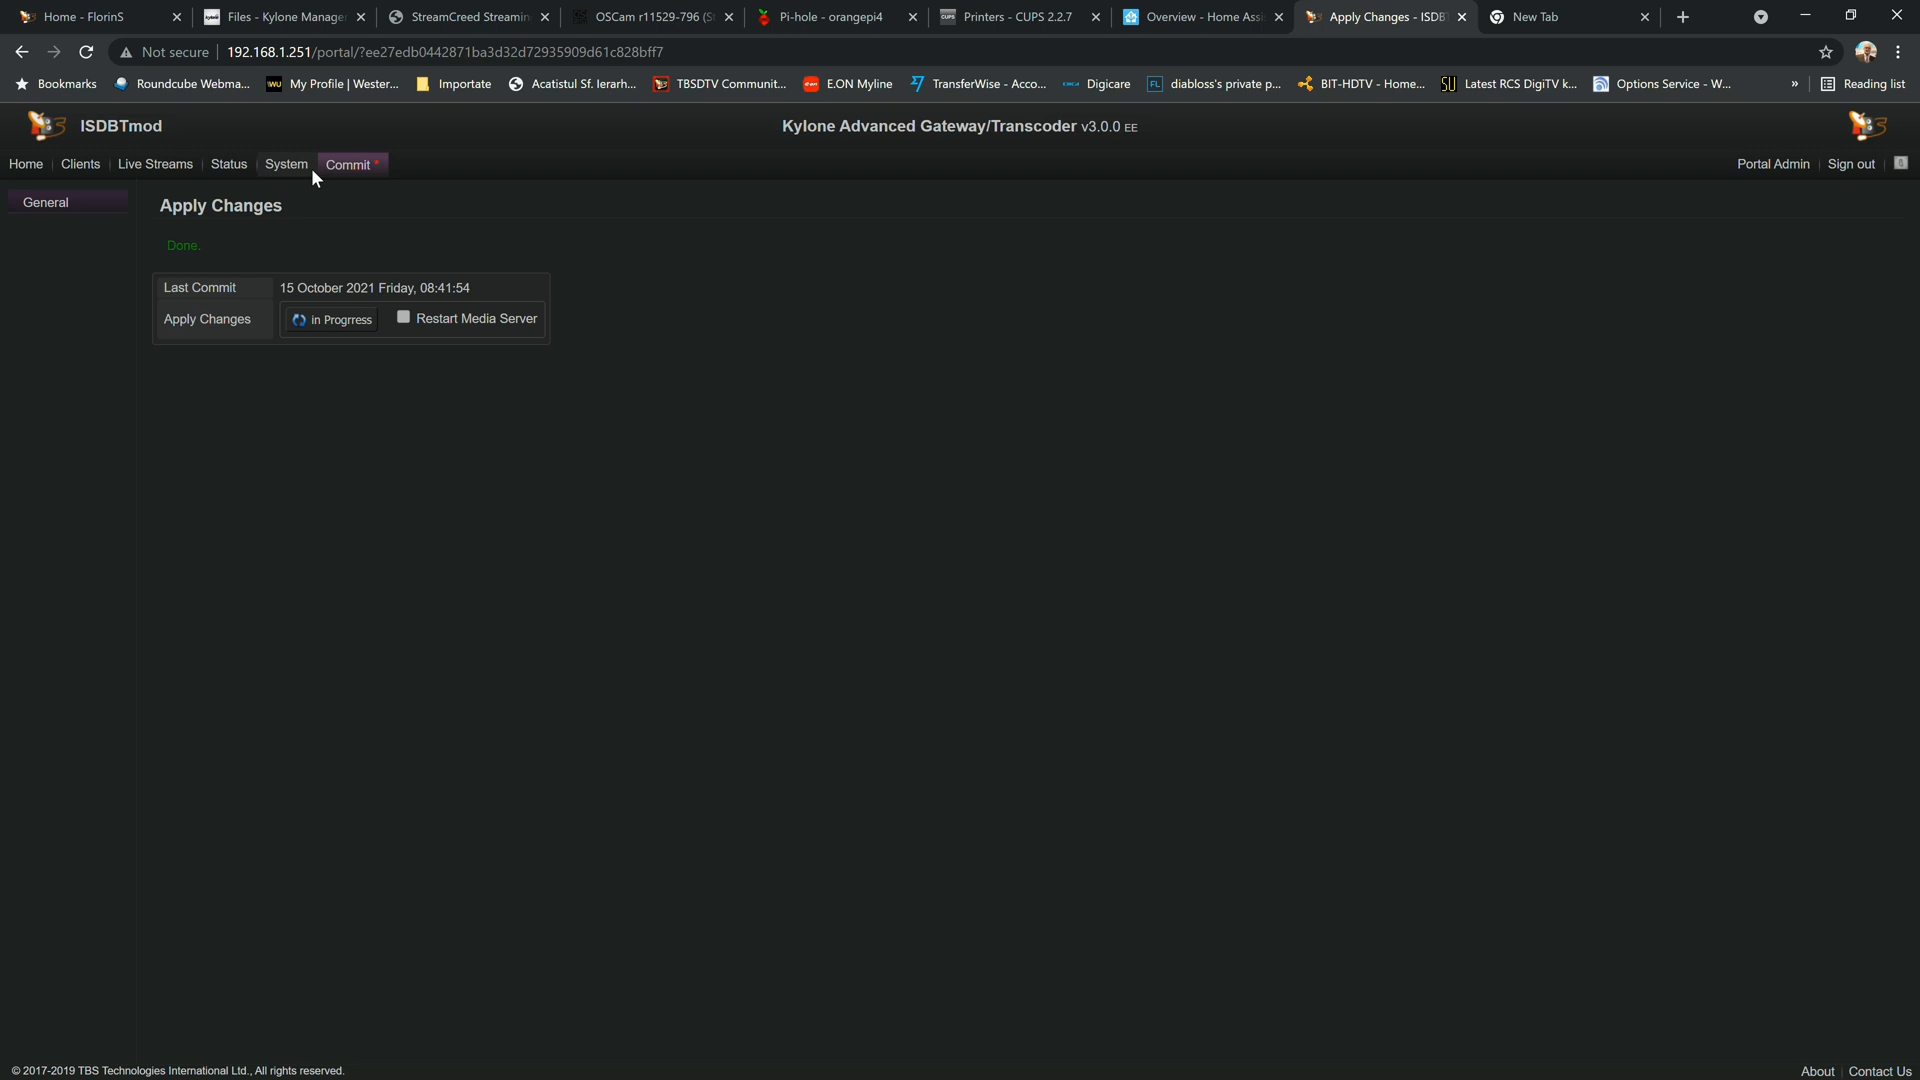 Home - FlorinS
Files - Kylone Manage
StreamCreed Streamin
OSCam r11529-796 (S
Pi-hole - orangepi4
Printers - CUPS 2.2.7
Overview - Home Assi
Apply Changes - ISDB
New Tab
Not secure
192.168.1.251/portal/?ee27edb0442871ba3d32d72935909d61c828bff7
Bookmarks
Roundcube Webma...
My Profile | Wester...
Importate
Acatistul Sf. Ierarh...
TBSDTV Communit...
E.ON Myline
TransferWise - Acco...
Digicare
FL
diabloss's private p...
BIT-HDTV - Home...
SU
Latest RCS DigiTV k...
Options Service - W...
»
Reading list
ISDBTmod
Kylone Advanced Gateway/Transcoder v3.0.0 EE
Home
Clients
Live Streams
Status
System
Commit *
Portal Admin
Sign out
General
Apply Changes
Done.
Last Commit
15 October 2021 Friday, 08:41:54
Apply Changes
in Progrress
Restart Media Server
© 2017-2019 TBS Technologies International Ltd., All rights reserved.
About
Contact Us